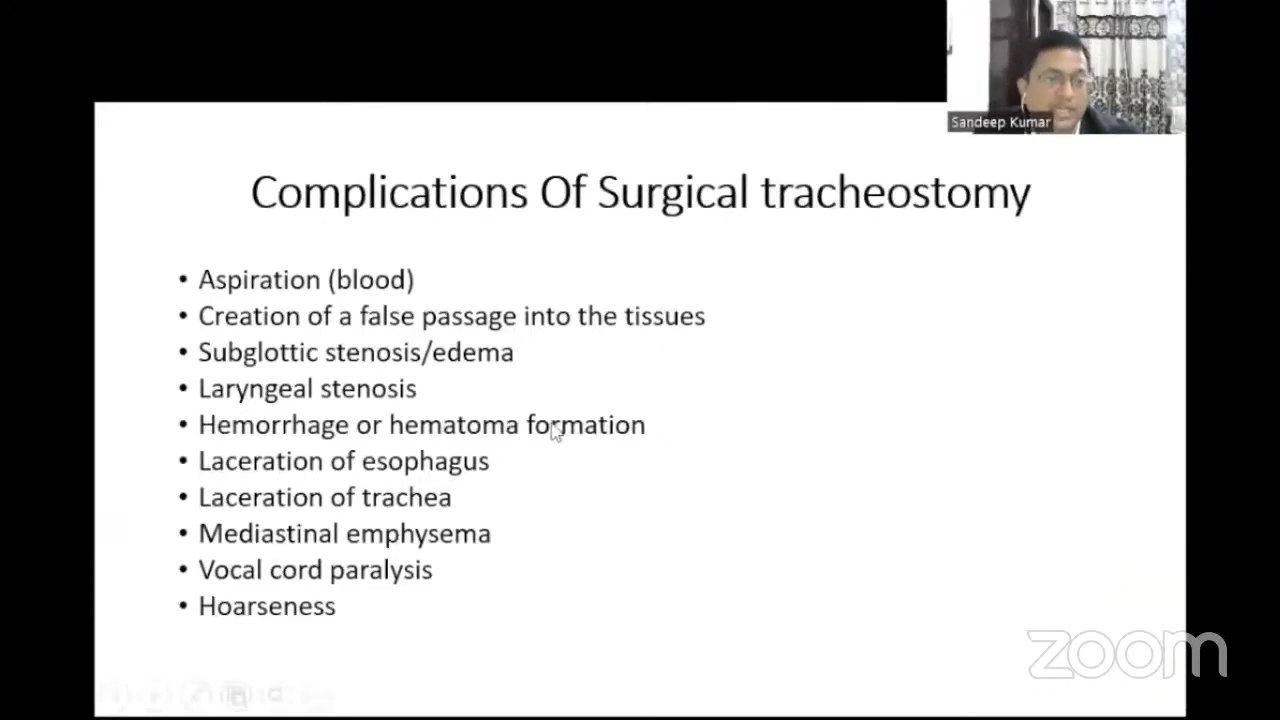 Sandeep Kumar
Complications Of Surgical tracheostomy
• Aspiration (blood)
• Creation of a false passage into the tissues
• Subglottic stenosis/edema
• Laryngeal stenosis
• Hemorrhage or hematoma formation
• Laceration of esophagus
• Laceration of trachea
• Mediastinal emphysema
• Vocal cord paralysis
• Hoarseness
zoom